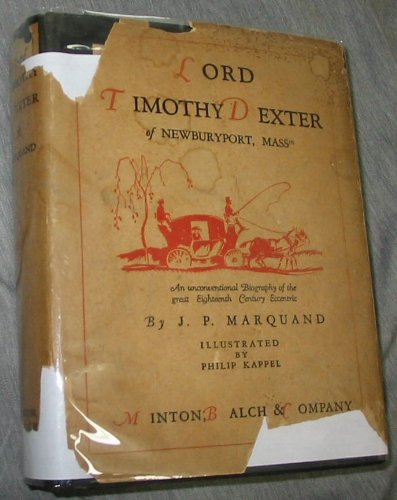 LORD
TIMOTHY DEXTER
of NEWBURYPORT, MASSts
An unconventional Biography of the
great Eighteenth Century Eccentric
By J. P. MARQUAND
ILLUSTRATED
BY
PHILIP KAPPEL
MINTON, BALCH & COMPANY